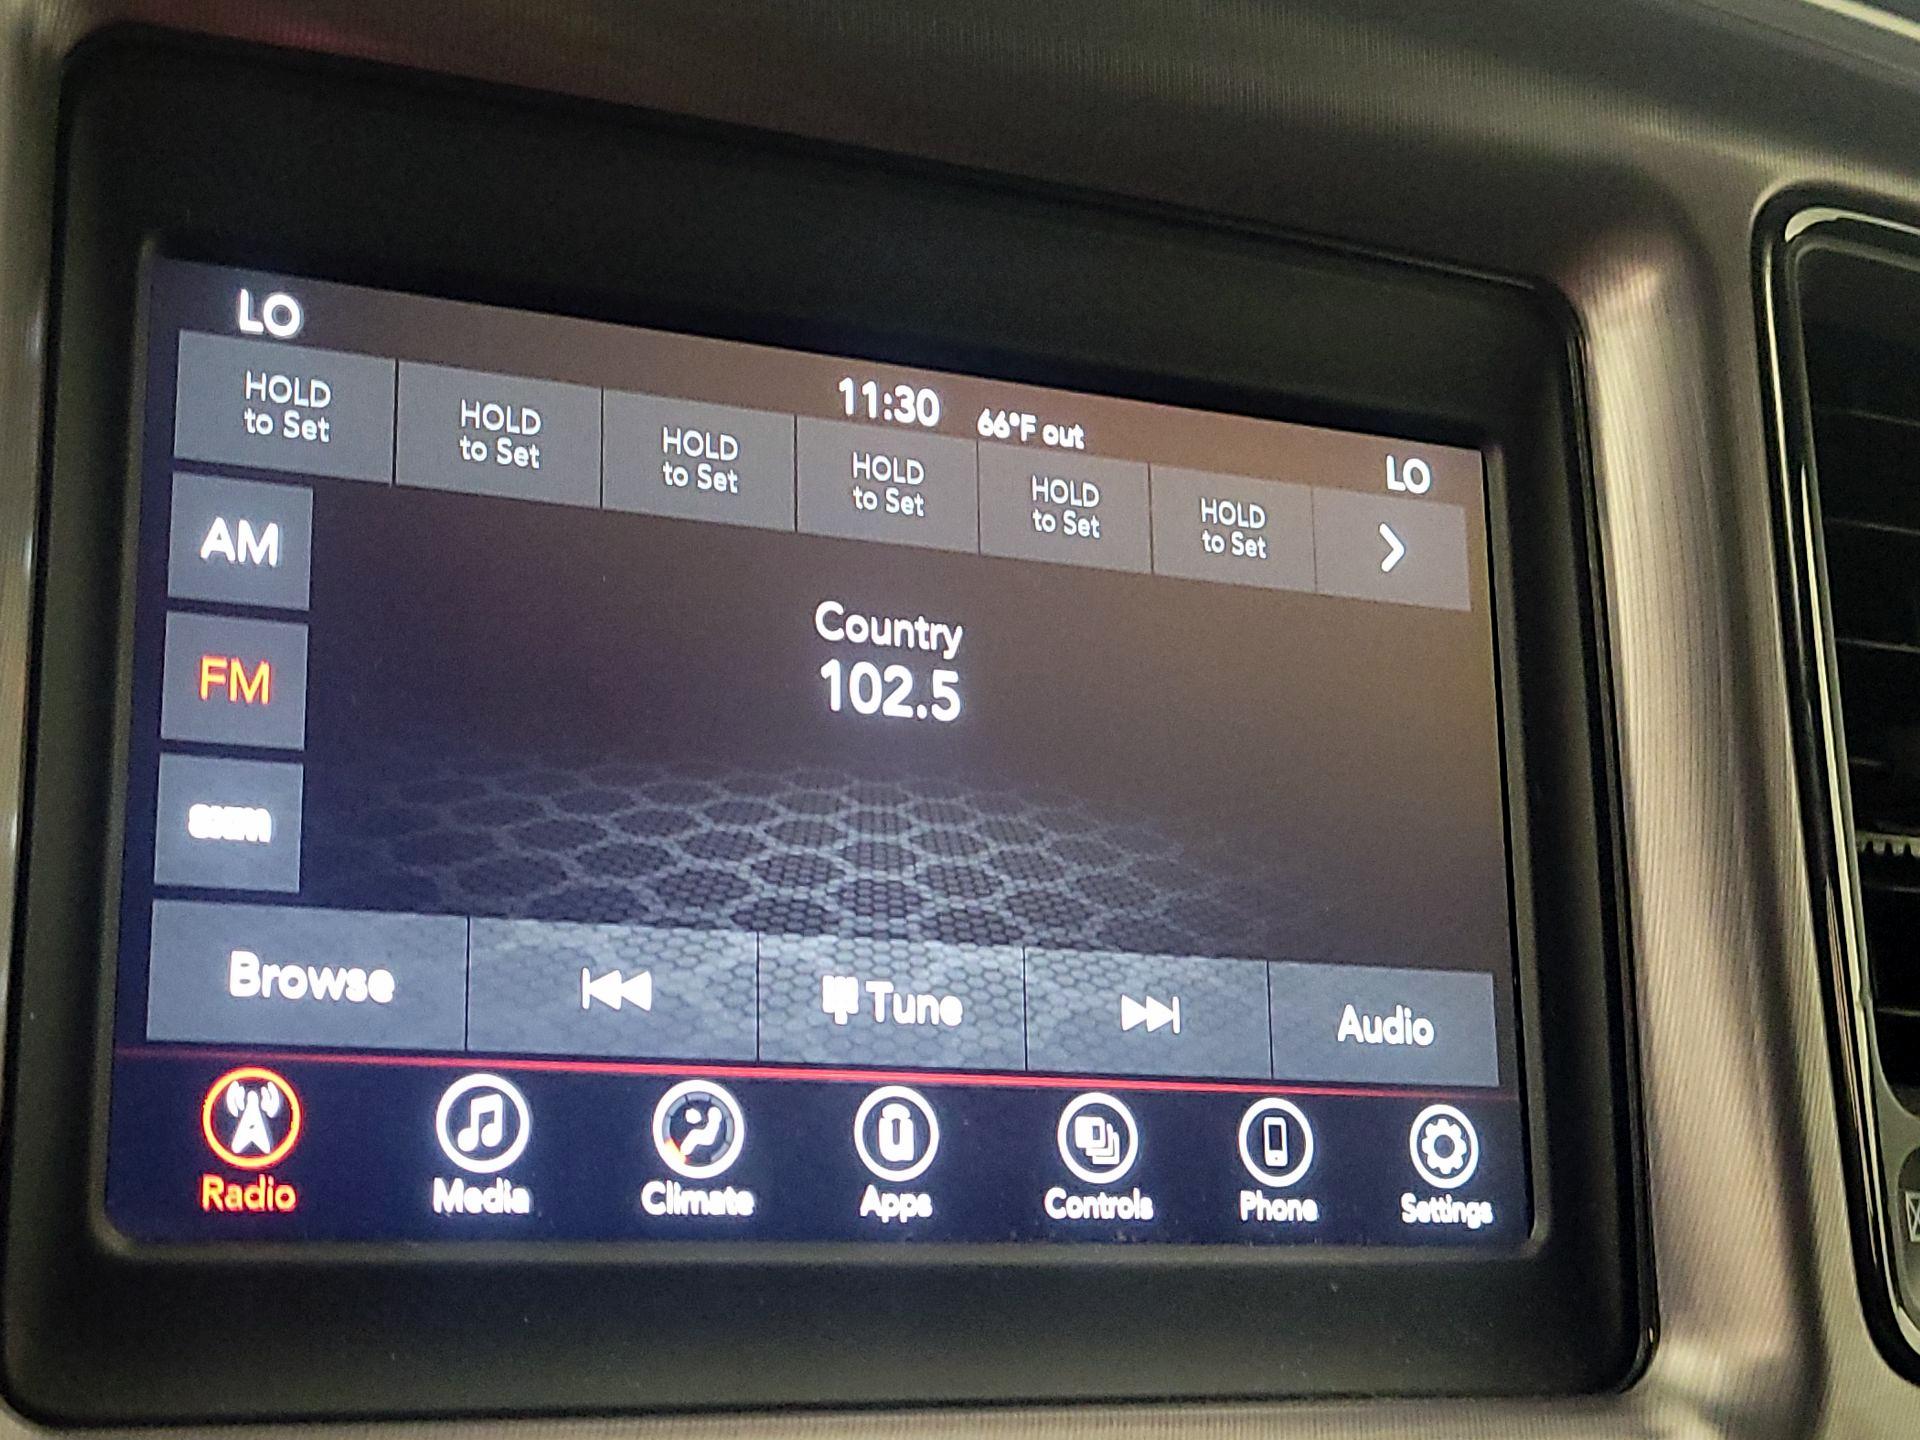 LO
11:30 66°F out
LO
HOLD
to Set
HOLD
to Set
HOLD
to Set
HOLD
to Set
HOLD
to Set
HOLD
to Set
AM
FM
sxm
Country
102.5
Browse
Tune
Audio
Radio
Media
Climate
Apps
Controls
Phone
Settings